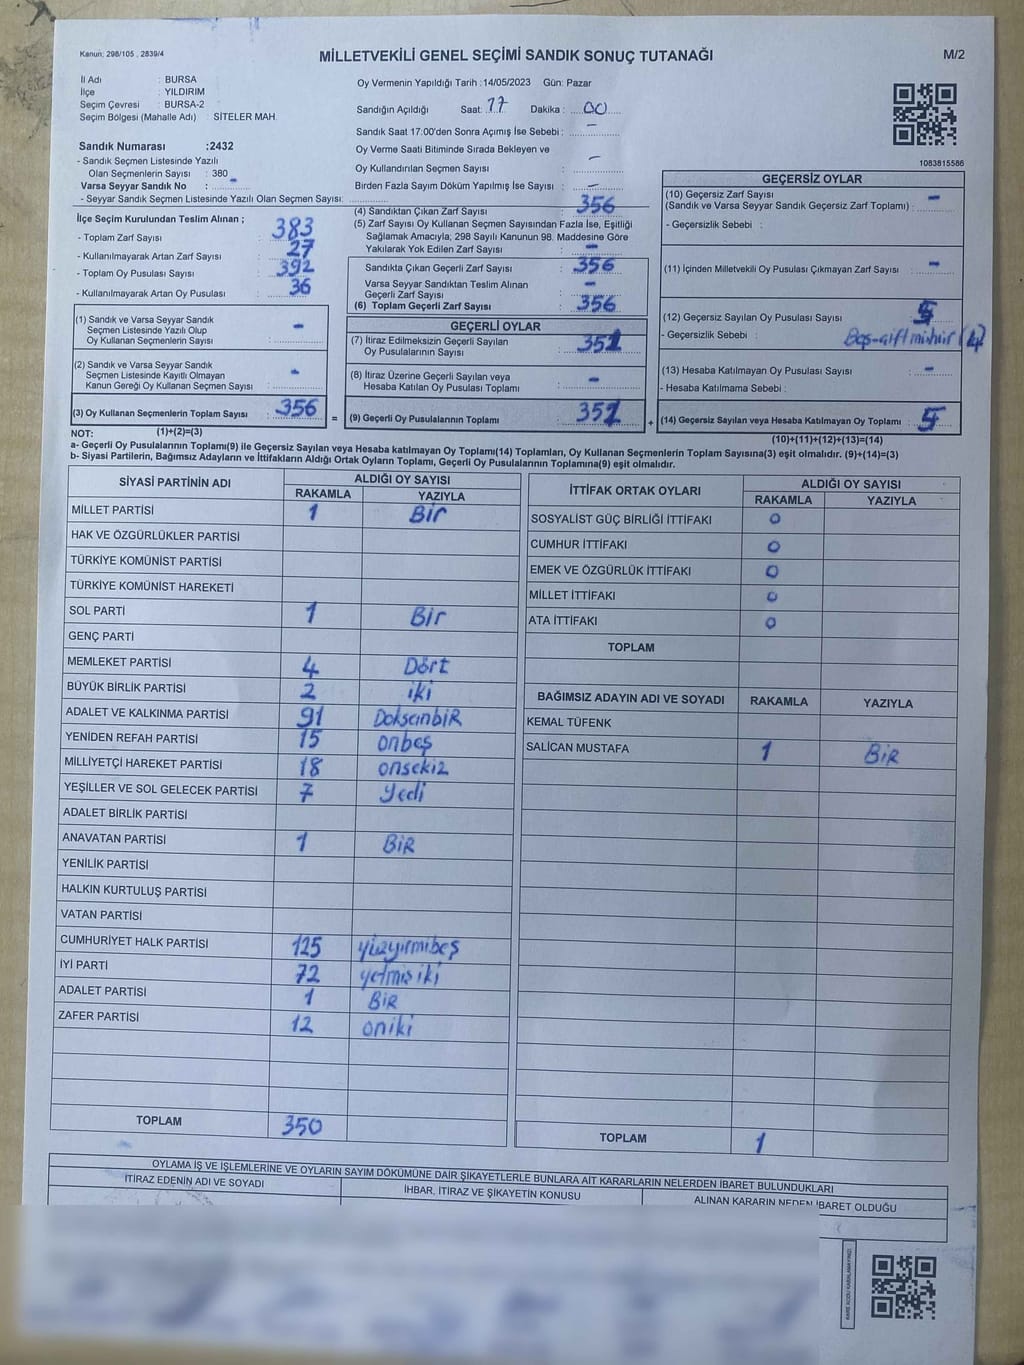 Kanun: 298/105 , 2839/4
MİLLETVEKİLİ GENEL SEÇİMİ SANDIK SONUÇ TUTANAĞI
M/2
İl Adı : BURSA
İlçe : YILDIRIM
Seçim Çevresi : BURSA-2
Seçim Bölgesi (Mahalle Adı) : SİTELER MAH.
Oy Vermenin Yapıldığı Tarih : 14/05/2023 Gün: Pazar
Sandığın Açıldığı Saat: 17 Dakika : 00
Sandık Saat 17:00'den Sonra Açımış İse Sebebi : -
Oy Verme Saati Bitiminde Sırada Bekleyen ve
Oy Kullandırılan Seçmen Sayısı : -
Birden Fazla Sayım Döküm Yapılmış İse Sayısı : -
1083815586
Sandık Numarası :2432
- Sandık Seçmen Listesinde Yazılı
Olan Seçmenlerin Sayısı : 380
Varsa Seyyar Sandık No : -
- Seyyar Sandık Seçmen Listesinde Yazılı Olan Seçmen Sayısı:
İlçe Seçim Kurulundan Teslim Alınan ;
- Toplam Zarf Sayısı : 383
- Kullanılmayarak Artan Zarf Sayısı : 27
- Toplam Oy Pusulası Sayısı : 392
- Kullanılmayarak Artan Oy Pusulası : 36
(1) Sandık ve Varsa Seyyar Sandık
Seçmen Listesinde Yazılı Olup
Oy Kullanan Seçmenlerin Sayısı : -
(2) Sandık ve Varsa Seyyar Sandık
Seçmen Listesinde Kayıtlı Olmayan
Kanun Gereği Oy Kullanan Seçmen Sayısı : -
(3) Oy Kullanan Seçmenlerin Toplam Sayısı : 356
(1)+(2)=(3)
(4) Sandıktan Çıkan Zarf Sayısı : 356
(5) Zarf Sayısı Oy Kullanan Seçmen Sayısından Fazla İse, Eşitliği
Sağlamak Amacıyla, 298 Sayılı Kanunun 98. Maddesine Göre
Yakılarak Yok Edilen Zarf Sayısı : -
Sandıkta Çıkan Geçerli Zarf Sayısı : 356
Varsa Seyyar Sandıktan Teslim Alınan
Geçerli Zarf Sayısı : -
(6) Toplam Geçerli Zarf Sayısı : 356
GEÇERLİ OYLAR
(7) İtiraz Edilmeksizin Geçerli Sayılan
Oy Pusulalarının Sayısı :
(8) İtiraz Üzerine Geçerli Sayılan veya
Hesaba Katılan Oy Pusulası Toplamı : -
= (9) Geçerli Oy Pusulalarının Toplamı :
GEÇERSİZ OYLAR
(10) Geçersiz Zarf Sayısı
(Sandık ve Varsa Seyyar Sandık Geçersiz Zarf Toplamı) : -
- Geçersizlik Sebebi :
(11) İçinden Milletvekili Oy Pusulası Çıkmayan Zarf Sayısı : -
(12) Geçersiz Sayılan Oy Pusulası Sayısı : 5
- Geçersizlik Sebebi : Boş-çift mühür (4)
(13) Hesaba Katılmayan Oy Pusulası Sayısı : -
- Hesaba Katılmama Sebebi :
+ (14) Geçersiz Sayılan veya Hesaba Katılmayan Oy Toplamı : 5
(10)+(11)+(12)+(13)=(14)
NOT:
a- Geçerli Oy Pusulalarının Toplamı(9) ile Geçersiz Sayılan veya Hesaba katılmayan Oy Toplamı(14) Toplamları, Oy Kullanan Seçmenlerin Toplam Sayısına(3) eşit olmalıdır. (9)+(14)=(3)
b- Siyasi Partilerin, Bağımsız Adayların ve İttifakların Aldığı Ortak Oyların Toplamı, Geçerli Oy Pusulalarının Toplamına(9) eşit olmalıdır.
SİYASİ PARTİNİN ADI ALDIĞI OY SAYISI
RAKAMLA YAZIYLA
MİLLET PARTİSİ 1 Bir
HAK VE ÖZGÜRLÜKLER PARTİSİ
TÜRKİYE KOMÜNİST PARTİSİ
TÜRKİYE KOMÜNİST HAREKETİ
SOL PARTİ 1 Bir
GENÇ PARTİ
MEMLEKET PARTİSİ 4 Dört
BÜYÜK BİRLİK PARTİSİ 2 iki
ADALET VE KALKINMA PARTİSİ 91 DoksanbiR
YENİDEN REFAH PARTİSİ 15 onbeş
MİLLİYETÇİ HAREKET PARTİSİ 18 onsekiz
YEŞİLLER VE SOL GELECEK PARTİSİ 7 Yedi
ADALET BİRLİK PARTİSİ
ANAVATAN PARTİSİ 1 BiR
YENİLİK PARTİSİ
HALKIN KURTULUŞ PARTİSİ
VATAN PARTİSİ
CUMHURİYET HALK PARTİSİ 125 yüzyirmibeş
İYİ PARTİ 72 yetmiş iki
ADALET PARTİSİ 1 BiR
ZAFER PARTİSİ 12 oniki
TOPLAM 350
İTTİFAK ORTAK OYLARI ALDIĞI OY SAYISI
RAKAMLA YAZIYLA
SOSYALİST GÜÇ BİRLİĞİ İTTİFAKI 0
CUMHUR İTTİFAKI 0
EMEK VE ÖZGÜRLÜK İTTİFAKI 0
MİLLET İTTİFAKI 0
ATA İTTİFAKI 0
TOPLAM
BAĞIMSIZ ADAYIN ADI VE SOYADI RAKAMLA YAZIYLA
KEMAL TÜFENK
SALİCAN MUSTAFA 1 BiR
TOPLAM 1
OYLAMA İŞ VE İŞLEMLERİNE VE OYLARIN SAYIM DÖKÜMÜNE DAİR ŞİKAYETLERLE BUNLARA AİT KARARLARIN NELERDEN İBARET BULUNDUKLARI
İTİRAZ EDENİN ADI VE SOYADI
İHBAR, İTİRAZ VE ŞİKAYETİN KONUSU
ALINAN KARARIN NEDEN İBARET OLDUĞU
KARE KODU KARALAMAYINIZ!